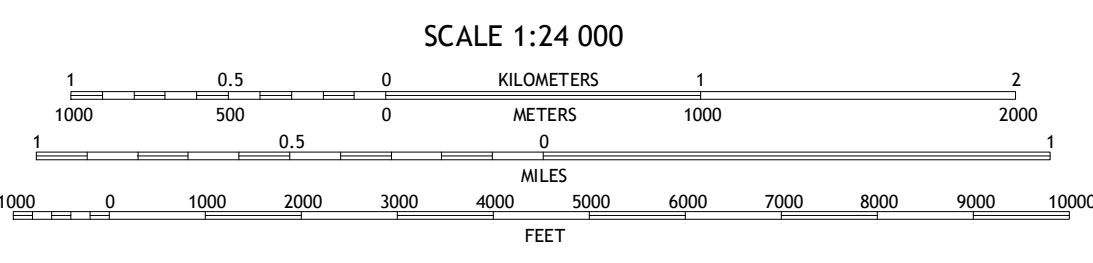 SCALE 1:24 000
1 0.5 0 KILOMETERS 1 2
1000 500 0 METERS 1000 2000
1 0.5 0 1
MILES
1000 0 1000 2000 3000 4000 5000 6000 7000 8000 9000 10000
FEET